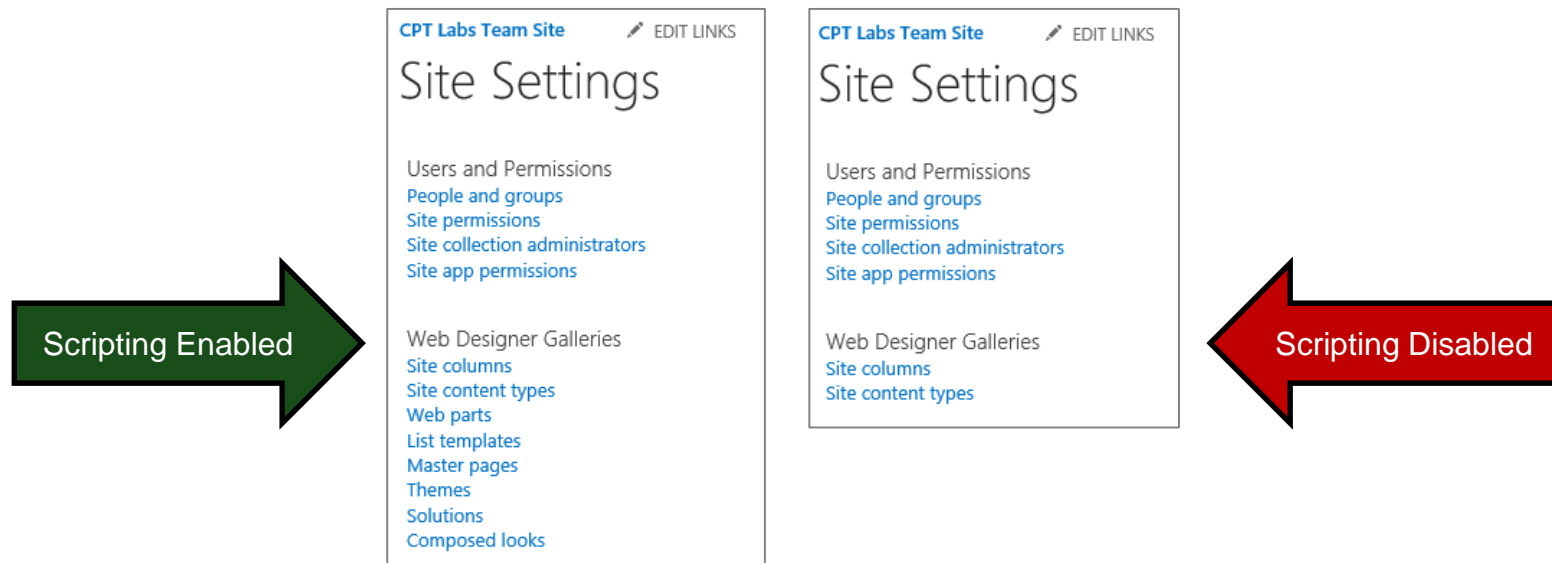 CPT Labs Team Site EDIT LINKS
Site Settings
Users and Permissions
People and groups
Site permissions
Site collection administrators
Site app permissions
Web Designer Galleries
Site columns
Site content types
Web parts
List templates
Master pages
Themes
Solutions
Composed looks
CPT Labs Team Site EDIT LINKS
Site Settings
Users and Permissions
People and groups
Site permissions
Site collection administrators
Site app permissions
Web Designer Galleries
Site columns
Site content types
Scripting Enabled
Scripting Disabled